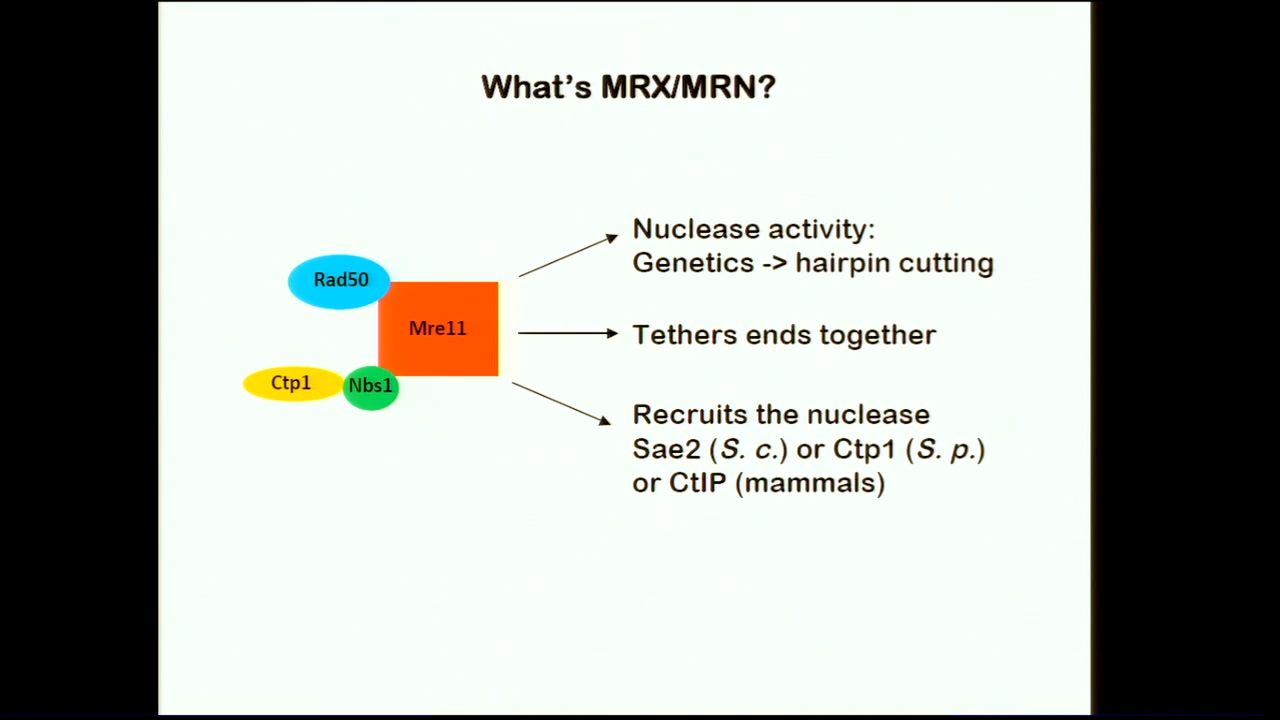 What's MRX/MRN?
Rad50
Mre11
Ctp1
Nbs1
Nuclease activity:
Genetics -> hairpin cutting
Tethers ends together
Recruits the nuclease
Sae2 (S. c.) or Ctp1 (S. p.)
or CtIP (mammals)